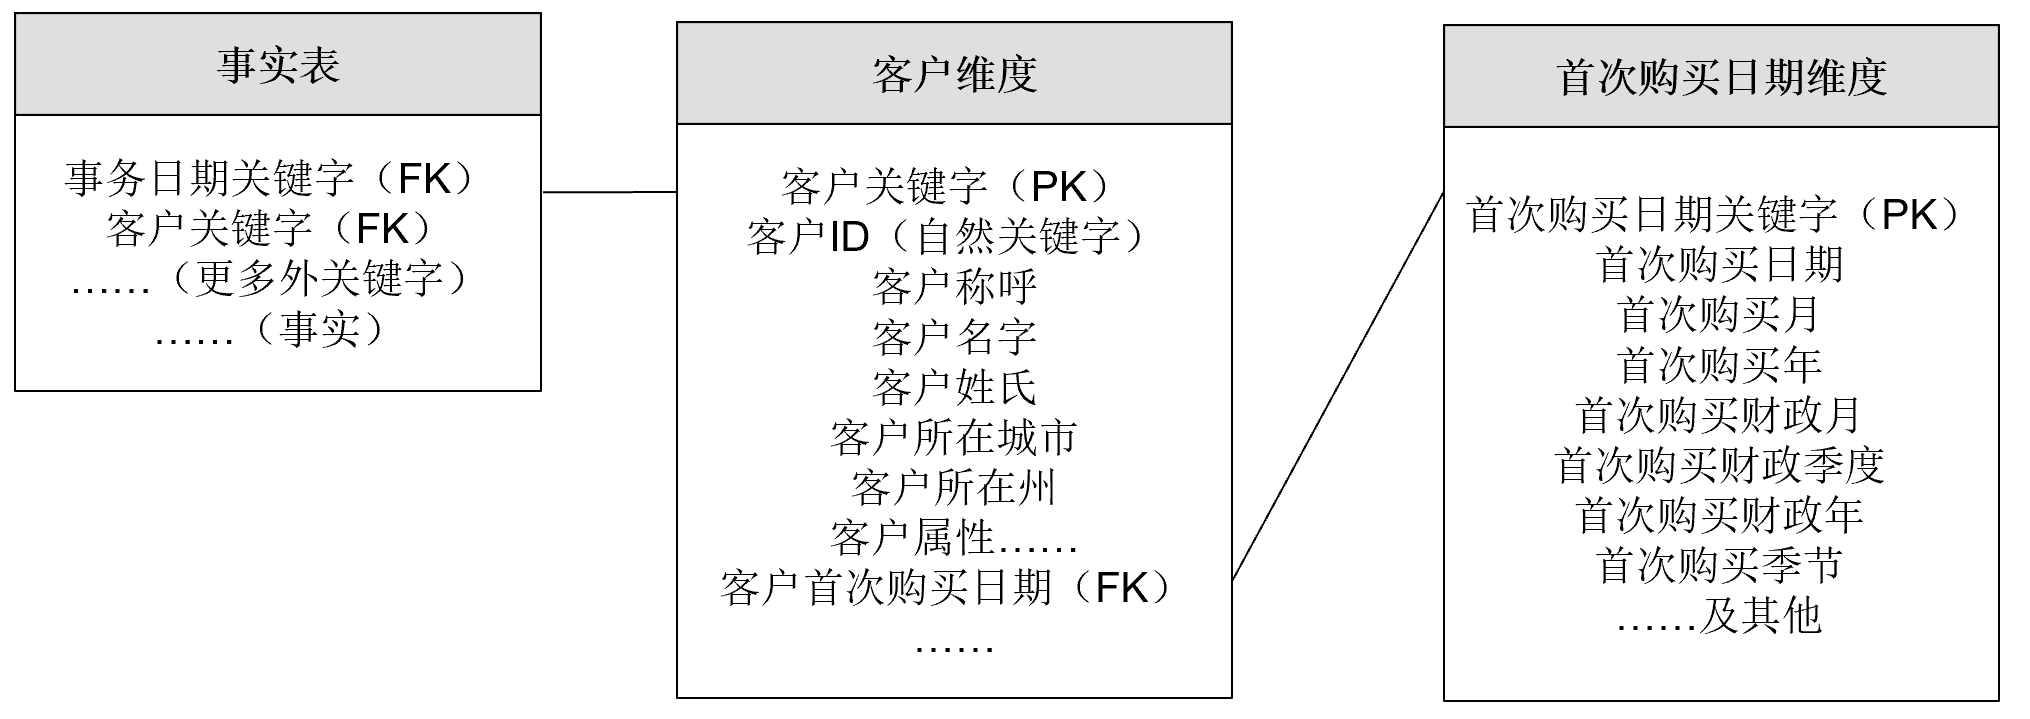 事实表
事务日期关键字（FK）
客户关键字（FK）
……（更多外关键字）
……（事实）
客户维度
客户关键字（PK）
客户ID（自然关键字）
客户称呼
客户名字
客户姓氏
客户所在城市
客户所在州
客户属性……
客户首次购买日期（FK）
……
首次购买日期维度
首次购买日期关键字（PK）
首次购买日期
首次购买月
首次购买年
首次购买财政月
首次购买财政季度
首次购买财政年
首次购买季节
……及其他